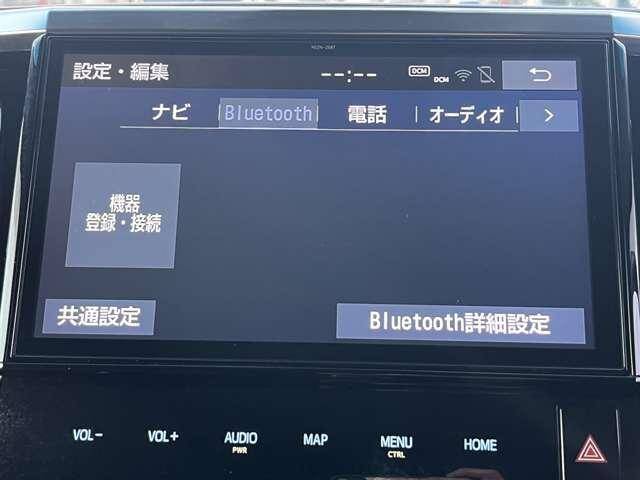 設定・編集 --:-- DCM DCM
ナビ Bluetooth 電話 オーディオ >
機器
登録・接続
共通設定 Bluetooth詳細設定
VOL− VOL+ AUDIO MAP MENU HOME
PWR CTRL